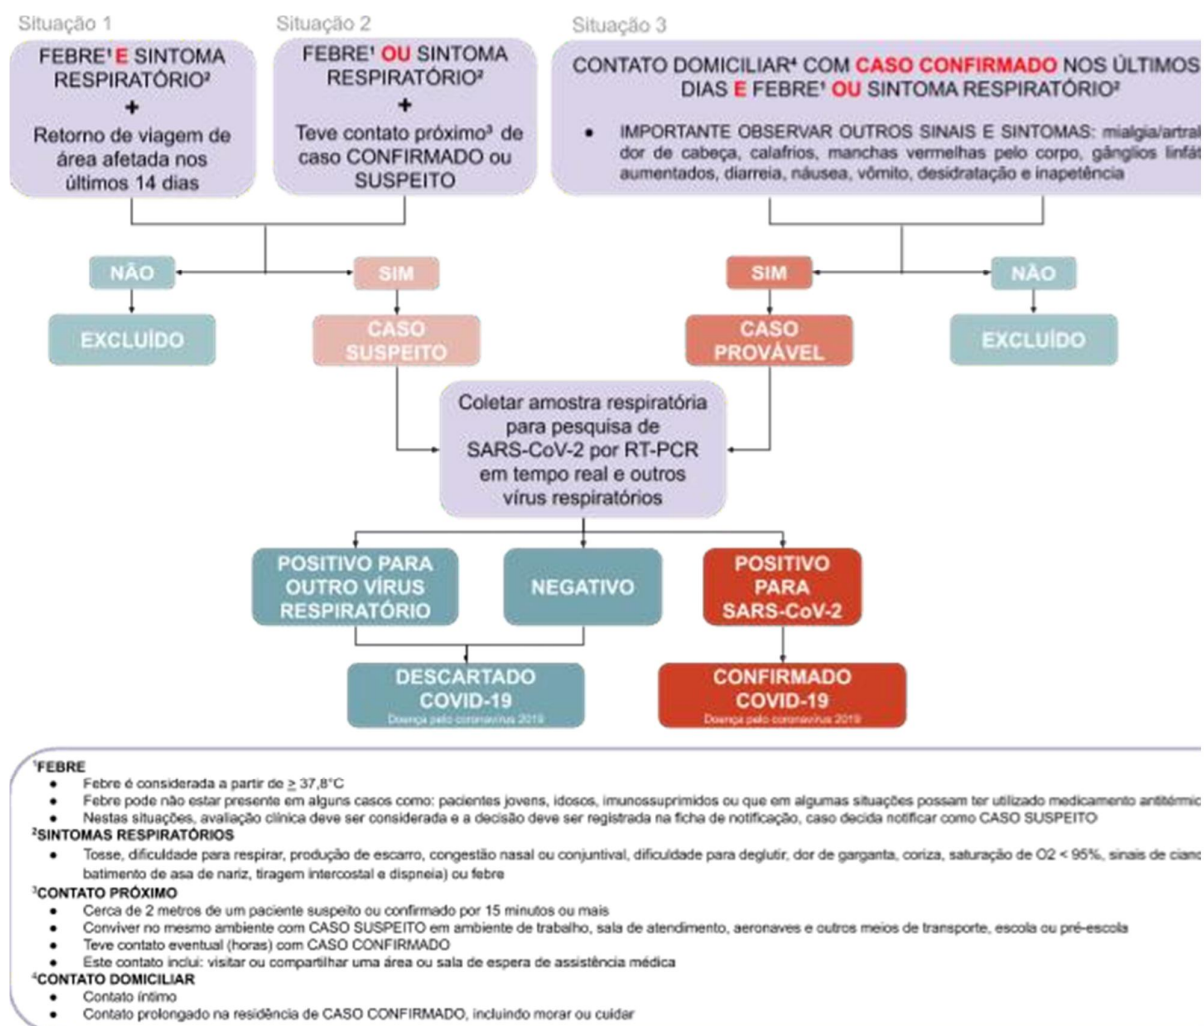 Situação 1
FEBRE¹ E SINTOMA
RESPIRATÓRIO²
+
Retorno de viagem de
área afetada nos
últimos 14 dias
Situação 2
FEBRE¹ OU SINTOMA
RESPIRATÓRIO²
+
Teve contato próximo³ de
caso CONFIRMADO ou
SUSPEITO
Situação 3
CONTATO DOMICILIAR⁴ COM CASO CONFIRMADO NOS ÚLTIMOS
DIAS E FEBRE¹ OU SINTOMA RESPIRATÓRIO²
● IMPORTANTE OBSERVAR OUTROS SINAIS E SINTOMAS: mialgia/artral
dor de cabeça, calafrios, manchas vermelhas pelo corpo, gânglios linfát
aumentados, diarreia, náusea, vômito, desidratação e inapetência
NÃO
SIM
SIM
NÃO
EXCLUÍDO
CASO
SUSPEITO
CASO
PROVÁVEL
EXCLUÍDO
Coletar amostra respiratória
para pesquisa de
SARS-CoV-2 por RT-PCR
em tempo real e outros
vírus respiratórios
POSITIVO PARA
OUTRO VÍRUS
RESPIRATÓRIO
NEGATIVO
POSITIVO
PARA
SARS-CoV-2
DESCARTADO
COVID-19
Doença pelo coronavírus 2019
CONFIRMADO
COVID-19
Doença pelo coronavírus 2019
¹FEBRE
● Febre é considerada a partir de ≥ 37,8°C
● Febre pode não estar presente em alguns casos como: pacientes jovens, idosos, imunossuprimidos ou que em algumas situações possam ter utilizado medicamento antitérmic
● Nestas situações, avaliação clínica deve ser considerada e a decisão deve ser registrada na ficha de notificação, caso decida notificar como CASO SUSPEITO
²SINTOMAS RESPIRATÓRIOS
● Tosse, dificuldade para respirar, produção de escarro, congestão nasal ou conjuntival, dificuldade para deglutir, dor de garganta, coriza, saturação de O2 < 95%, sinais de cianc
batimento de asa de nariz, tiragem intercostal e dispneia) ou febre
³CONTATO PRÓXIMO
● Cerca de 2 metros de um paciente suspeito ou confirmado por 15 minutos ou mais
● Conviver no mesmo ambiente com CASO SUSPEITO em ambiente de trabalho, sala de atendimento, aeronaves e outros meios de transporte, escola ou pré-escola
● Teve contato eventual (horas) com CASO CONFIRMADO
● Este contato inclui: visitar ou compartilhar uma área ou sala de espera de assistência médica
⁴CONTATO DOMICILIAR
● Contato íntimo
● Contato prolongado na residência de CASO CONFIRMADO, incluindo morar ou cuidar